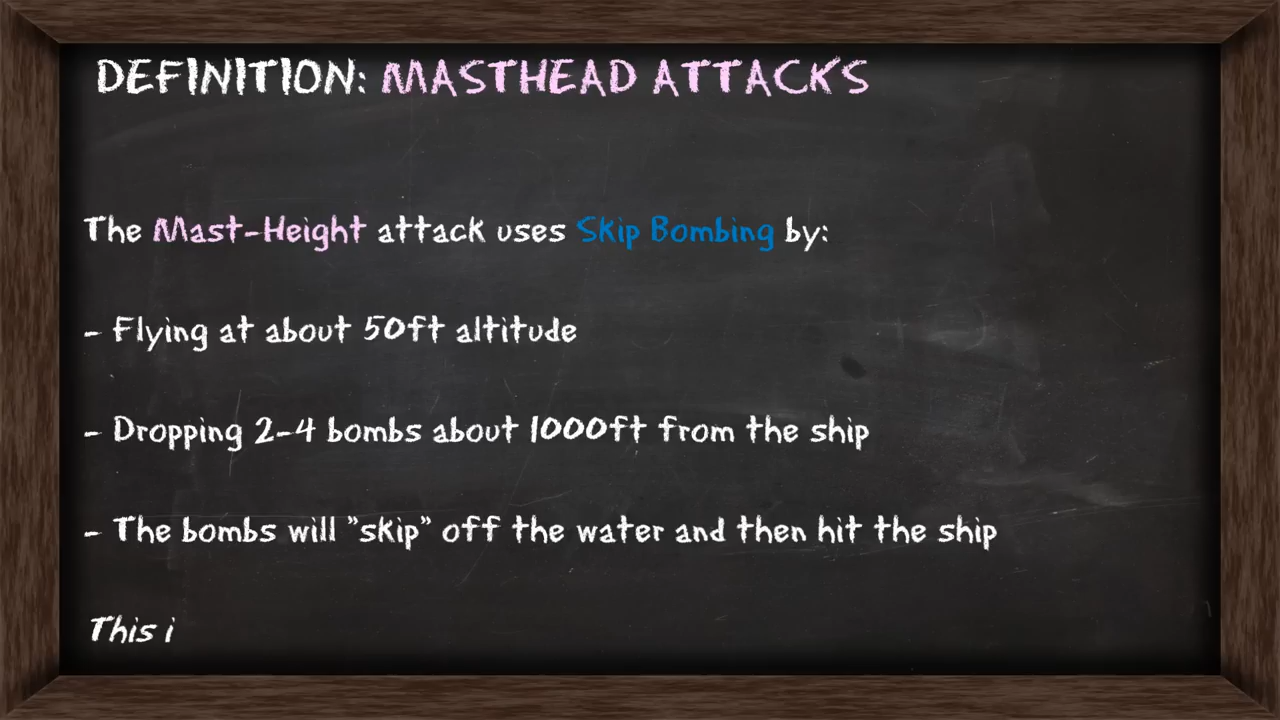 DEFINITION: MASTHEAD ATTACKS
The Mast-Height attack uses Skip Bombing by:
- Flying at about 50ft altitude
- Dropping 2-4 bombs about 1000ft from the ship
- The bombs will "skip" off the water and then hit the ship
This i